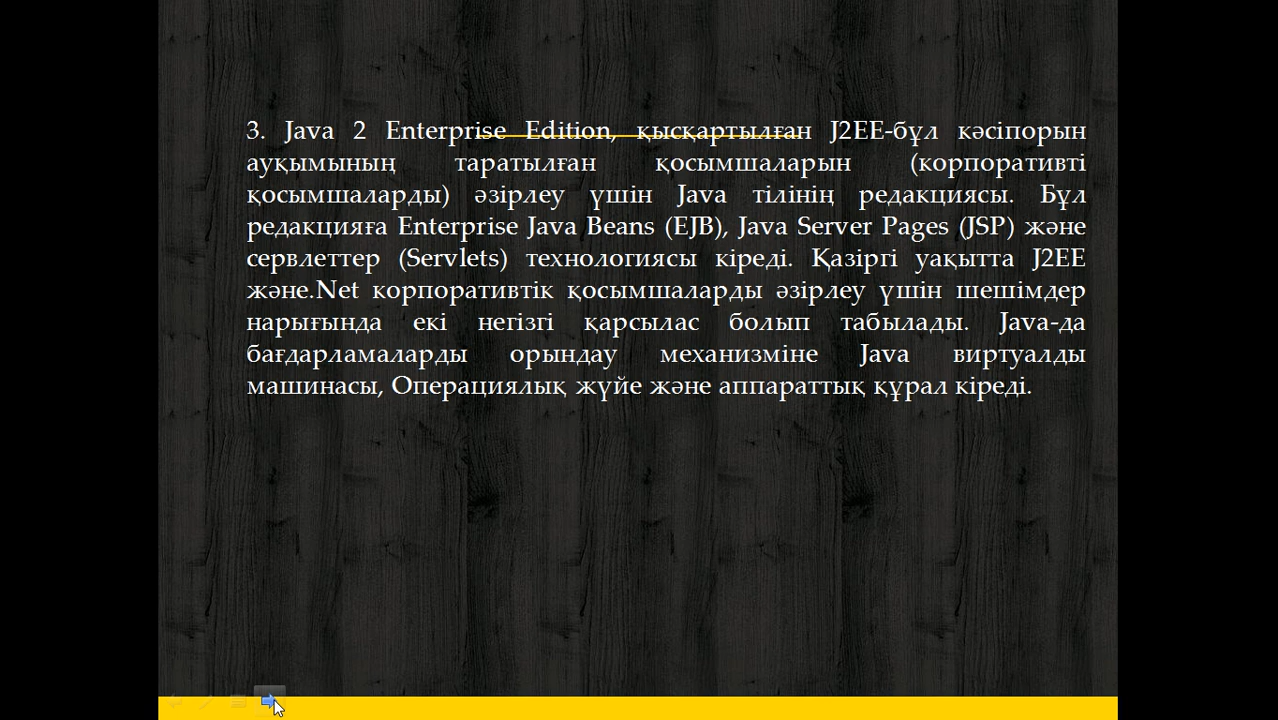 3. Java 2 Enterprise Edition, қысқартылған J2EE-бұл кәсіпорын
ауқымының таратылған қосымшаларын (корпоративті
қосымшаларды) әзірлеу үшін Java тілінің редакциясы. Бұл
редакцияға Enterprise Java Beans (EJB), Java Server Pages (JSP) және
сервлеттер (Servlets) технологиясы кіреді. Қазіргі уақытта J2EE
және.Net корпоративтік қосымшаларды әзірлеу үшін шешімдер
нарығында екі негізгі қарсылас болып табылады. Java-да
бағдарламаларды орындау механизміне Java виртуалды
машинасы, Операциялық жүйе және аппараттық құрал кіреді.